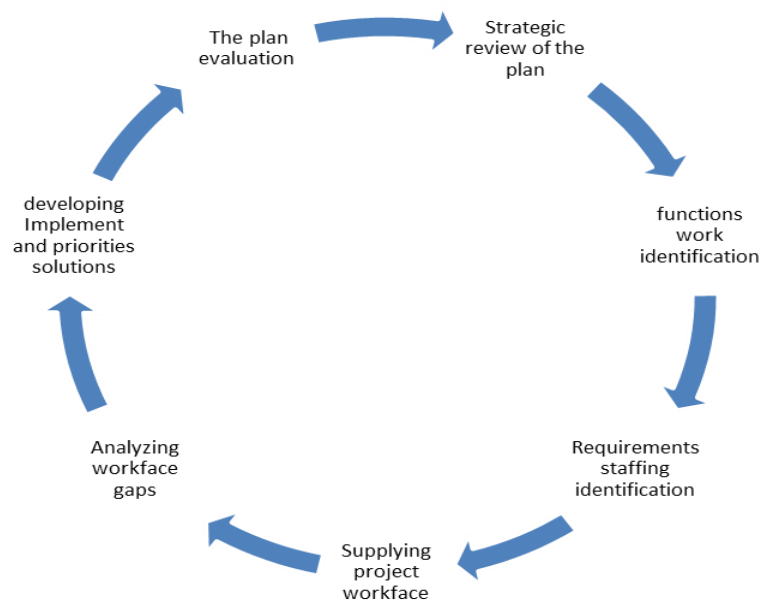 The plan
evaluation
Strategic
review of the
plan
functions
work
identification
Requirements
staffing
identification
Supplying
project
workface
Analyzing
workface
gaps
developing
Implement
and priorities
solutions